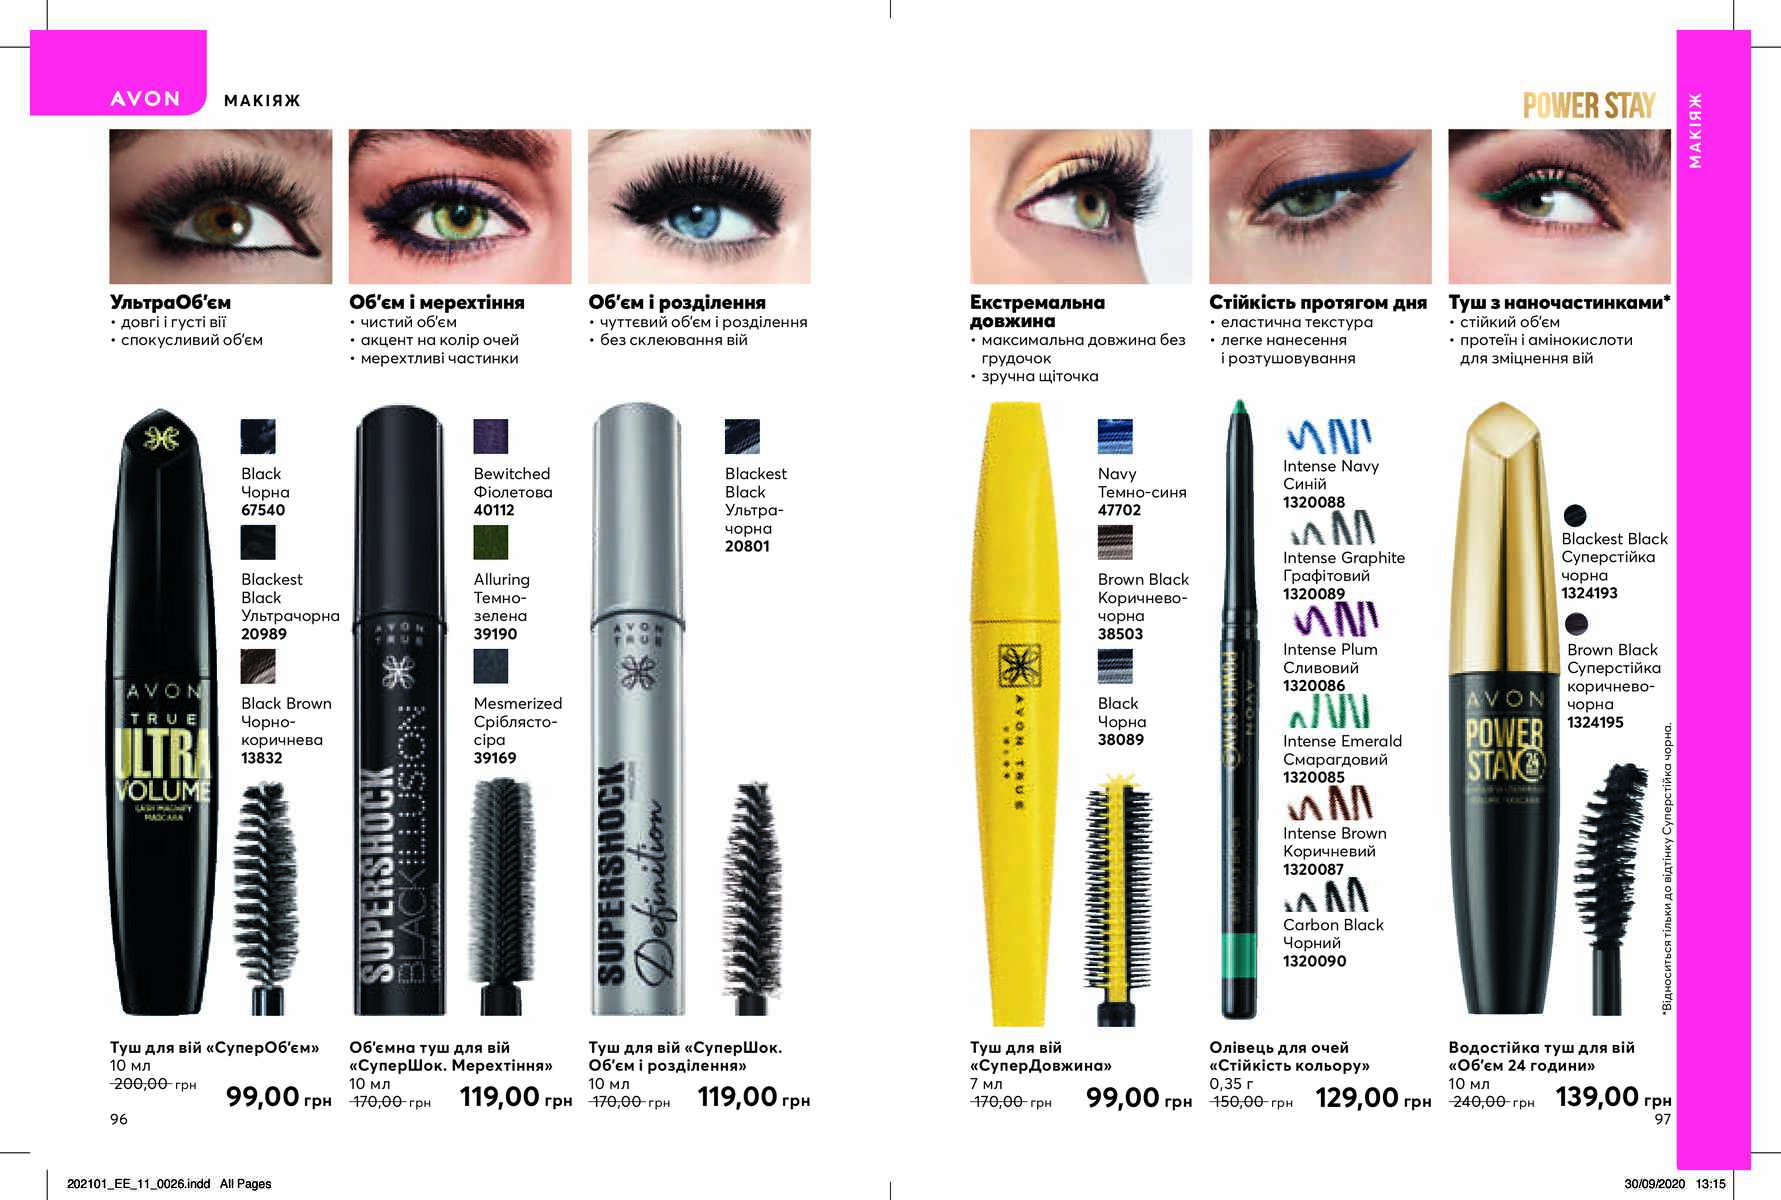 AVON
МАКІЯЖ
POWER STAY
МАКІЯЖ
УльтраОб'єм
• довгі і густі вії
• спокусливий об'єм
Об'єм і мерехтіння
• чистий об'єм
• акцент на колір очей
• мерехтливі частинки
Об'єм і розділення
• чуттєвий об'єм і розділення
• без склеювання вій
Екстремальна
довжина
• максимальна довжина без
грудочок
• зручна щіточка
Стійкість протягом дня
• еластична текстура
• легке нанесення
і розтушовування
Туш з наночастинками*
• стійкий об'єм
• протеїн і амінокислоти
для зміцнення вій
Black
Чорна
67540
Blackest
Black
Ультрачорна
20989
Black Brown
Чорно-
коричнева
13832
AVON
TRUE
ULTRA
VOLUME
LASH MAGNIFY
MASCARA
Bewitched
Фіолетова
40112
Alluring
Темно-
зелена
39190
Mesmerized
Сріблясто-
сіра
39169
AVON
TRUE
SUPERSHOCK
BLACK ILLUSION
Blackest
Black
Ультра-
чорна
20801
AVON
TRUE
SUPERSHOCK
Definition
Navy
Темно-синя
47702
Brown Black
Коричнево-
чорна
38503
Black
Чорна
38089
AVON TRUE
Intense Navy
Синій
1320088
Intense Graphite
Графітовий
1320089
Intense Plum
Сливовий
1320086
Intense Emerald
Смарагдовий
1320085
Intense Brown
Коричневий
1320087
Carbon Black
Чорний
1320090
AVON
POWER STAY
Blackest Black
Суперстійка
чорна
1324193
Brown Black
Суперстійка
коричнево-
чорна
1324195
AVON
POWER
STAY 24
*Відноситься тільки до відтінку Суперстійка чорна.
Туш для вій «СуперОб'єм»
10 мл
200,00 грн
99,00 грн
Об'ємна туш для вій
«СуперШок. Мерехтіння»
10 мл
170,00 грн
119,00 грн
Туш для вій «СуперШок.
Об'єм і розділення»
10 мл
170,00 грн
119,00 грн
Туш для вій
«СуперДовжина»
7 мл
170,00 грн
99,00 грн
Олівець для очей
«Стійкість кольору»
0,35 г
150,00 грн
129,00 грн
Водостійка туш для вій
«Об'єм 24 години»
10 мл
240,00 грн
139,00 грн
96
97
202101_EE_11_0026.indd   All Pages
30/09/2020   13:15